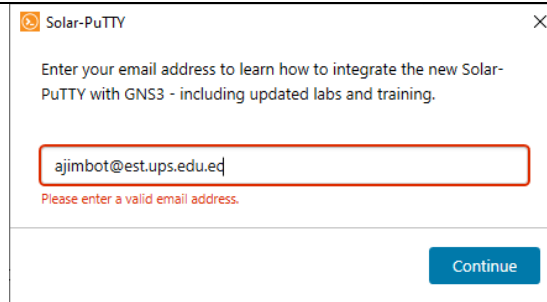 Solar-PuTTY
Enter your email address to learn how to integrate the new Solar-
PuTTY with GNS3 - including updated labs and training.
ajimbot@est.ups.edu.ec
Please enter a valid email address.
Continue